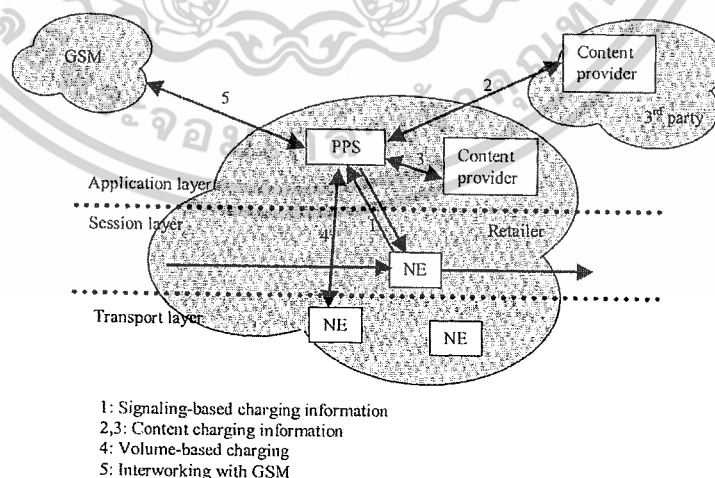 GSM
Content
provider
3rd party
5
2
PPS
3
Content
provider
Application layer
Session layer
4
1
Retailer
NE
Transport layer
NE
NE
1: Signaling-based charging information
2,3: Content charging information
4: Volume-based charging
5: Interworking with GSM